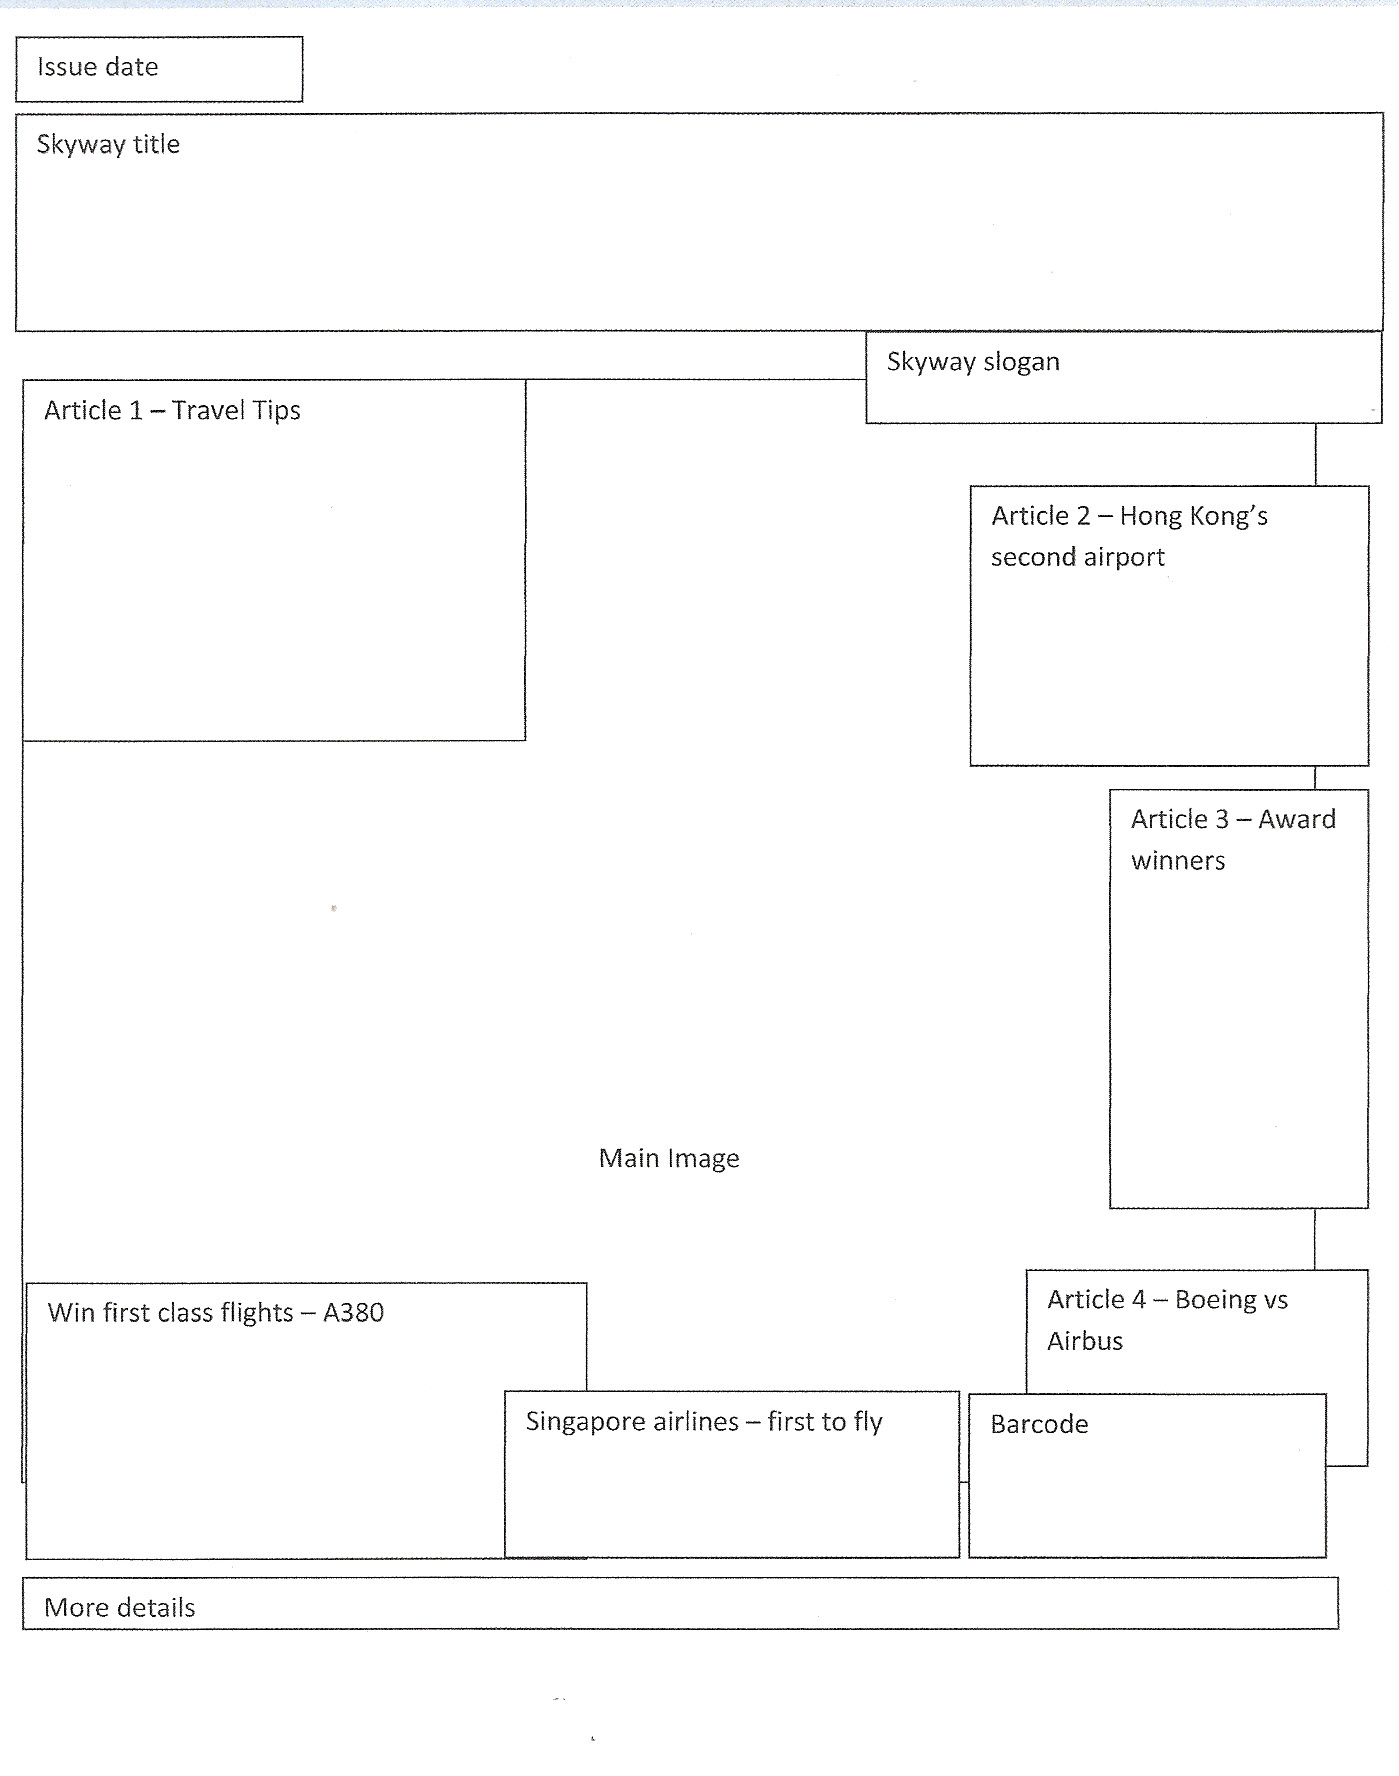 Issue date
Skyway title
Skyway slogan
Article 1 – Travel Tips
Article 2 – Hong Kong's
second airport
Article 3 – Award
winners
Main Image
Win first class flights – A380
Article 4 – Boeing vs
Airbus
Singapore airlines – first to fly
Barcode
More details